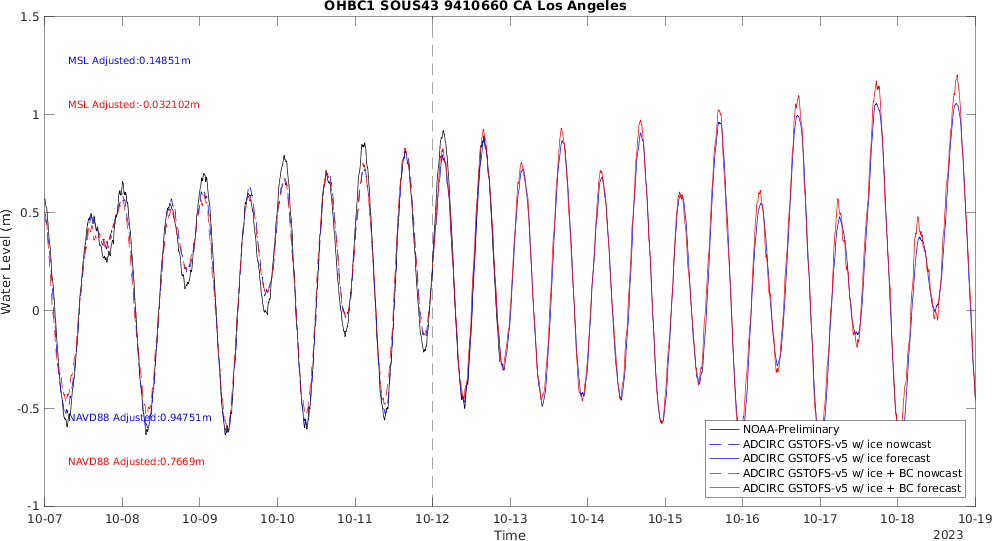 OHBC1 SOUS43 9410660 CA Los Angeles
1.5
1
0.5
0
-0.5
-1
Water Level (m)
MSL Adjusted:0.14851m
MSL Adjusted:-0.032102m
NAVD88 Adjusted:0.94751m
NAVD88 Adjusted:0.7669m
NOAA-Preliminary
ADCIRC GSTOFS-v5 w/ ice nowcast
ADCIRC GSTOFS-v5 w/ ice forecast
ADCIRC GSTOFS-v5 w/ ice + BC nowcast
ADCIRC GSTOFS-v5 w/ ice + BC forecast
10-07 10-08 10-09 10-10 10-11 10-12 10-13 10-14 10-15 10-16 10-17 10-18 10-19
Time
2023